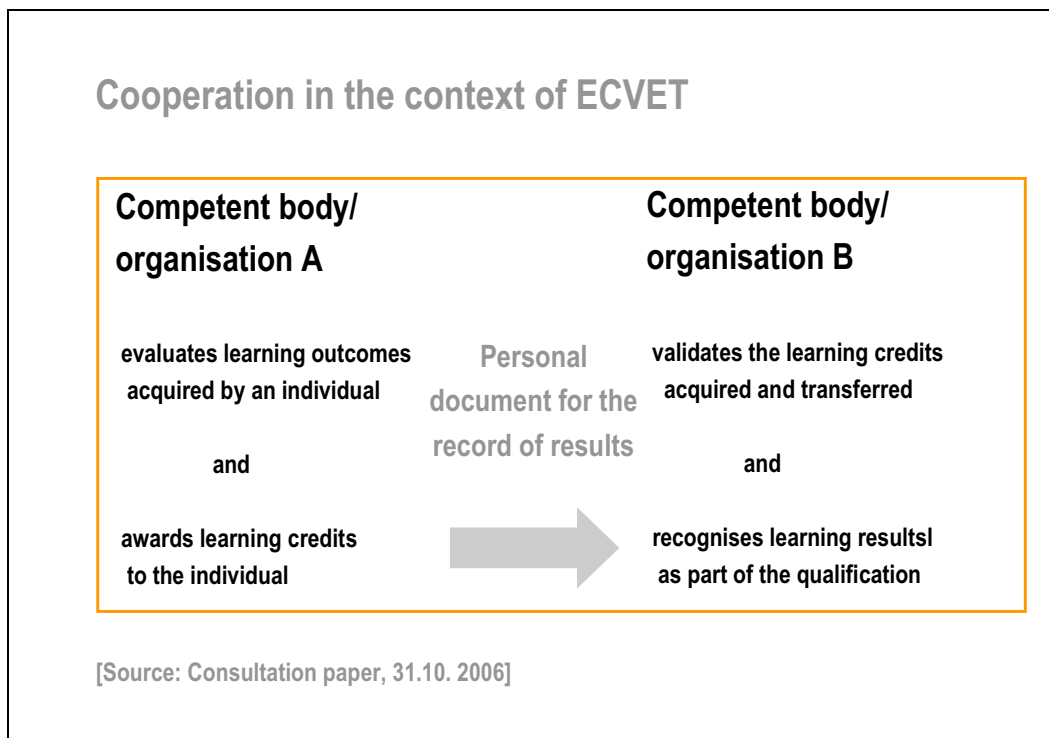 Cooperation in the context of ECVET
Competent body/
organisation A
evaluates learning outcomes
acquired by an individual
and
awards learning credits
to the individual
Personal
document for the
record of results
Competent body/
organisation B
validates the learning credits
acquired and transferred
and
recognises learning resultsl
as part of the qualification
[Source: Consultation paper, 31.10. 2006]